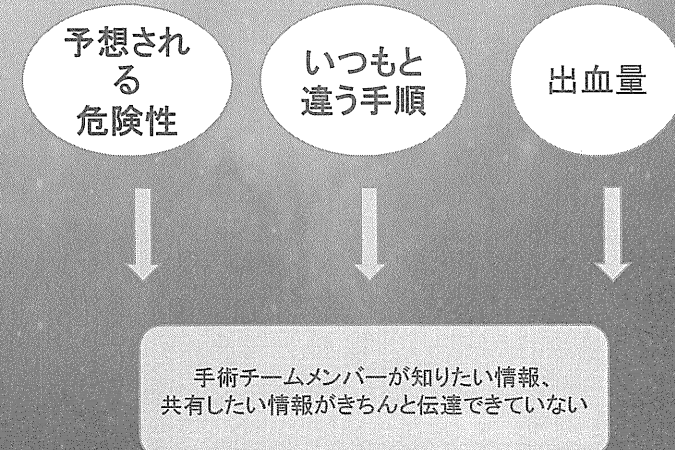 予想され
る
危険性
いつもと
違う手順
出血量
手術チームメンバーが知りたい情報、
共有したい情報がきちんと伝達できていない